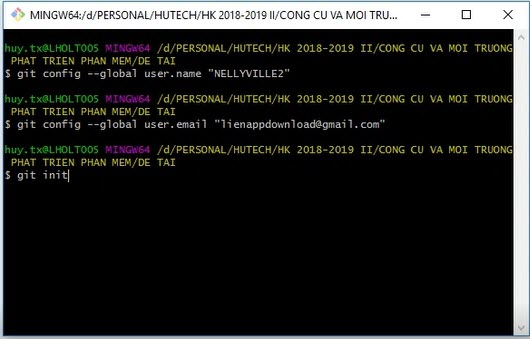 MINGW64:/d/PERSONAL/HUTECH/HK 2018-2019 II/CONG CU VA MOI TRU...
huy.tx@LHOLT005 MINGW64 /d/PERSONAL/HUTECH/HK 2018-2019 II/CONG CU VA MOI TRUONG
PHAT TRIEN PHAN MEM/DE TAI
$ git config --global user.name "NELLYVILLE2"
huy.tx@LHOLT005 MINGW64 /d/PERSONAL/HUTECH/HK 2018-2019 II/CONG CU VA MOI TRUONG
PHAT TRIEN PHAN MEM/DE TAI
$ git config --global user.email "lienappdownload@gmail.com"
huy.tx@LHOLT005 MINGW64 /d/PERSONAL/HUTECH/HK 2018-2019 II/CONG CU VA MOI TRUONG
PHAT TRIEN PHAN MEM/DE TAI
$ git init